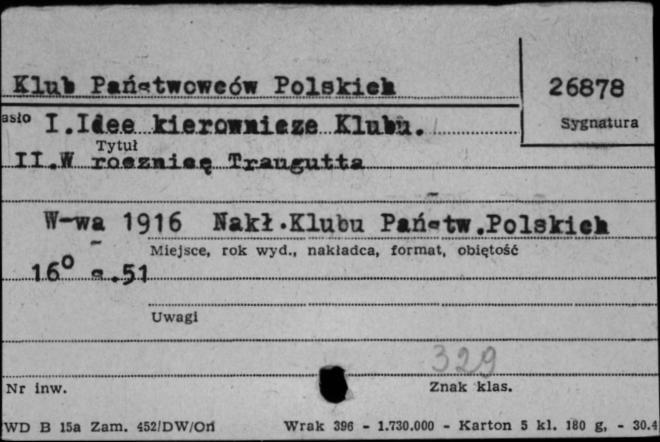 Klub Państwowców Polskich
26878
asło I.Idee kierownicze Klubu.
Sygnatura
Tytuł
II.W rocznicę Traugutta
W-wa 1916 Nakł.Klubu Państw.Polskich
Miejsce, rok wyd., nakładca, format, objętość
16° s.51
Uwagi
329
Nr inw.
Znak klas.
WD B 15a Zam. 452/DW/On Wrak 396 - 1.730.000 - Karton 5 kl. 180 g, - 30.4